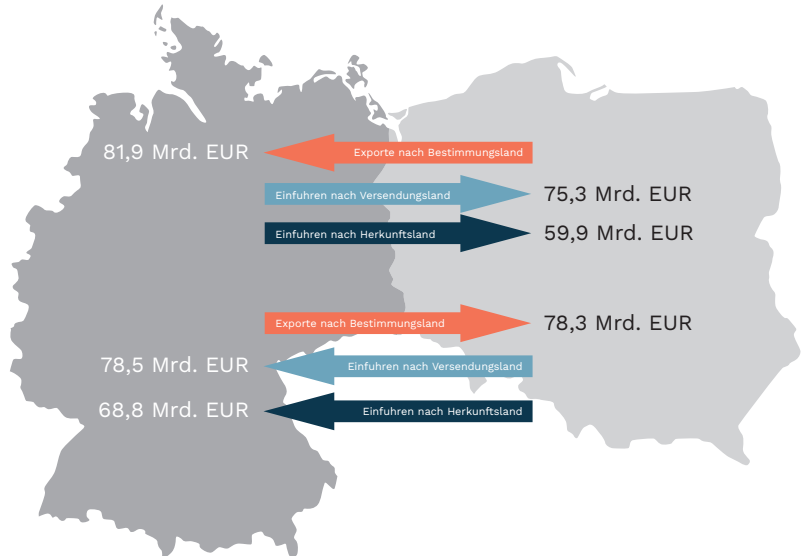 81,9 Mrd. EUR Exporte nach Bestimmungsland
Einfuhren nach Versendungsland 75,3 Mrd. EUR
Einfuhren nach Herkunftsland 59,9 Mrd. EUR
Exporte nach Bestimmungsland 78,3 Mrd. EUR
78,5 Mrd. EUR Einfuhren nach Versendungsland
68,8 Mrd. EUR Einfuhren nach Herkunftsland